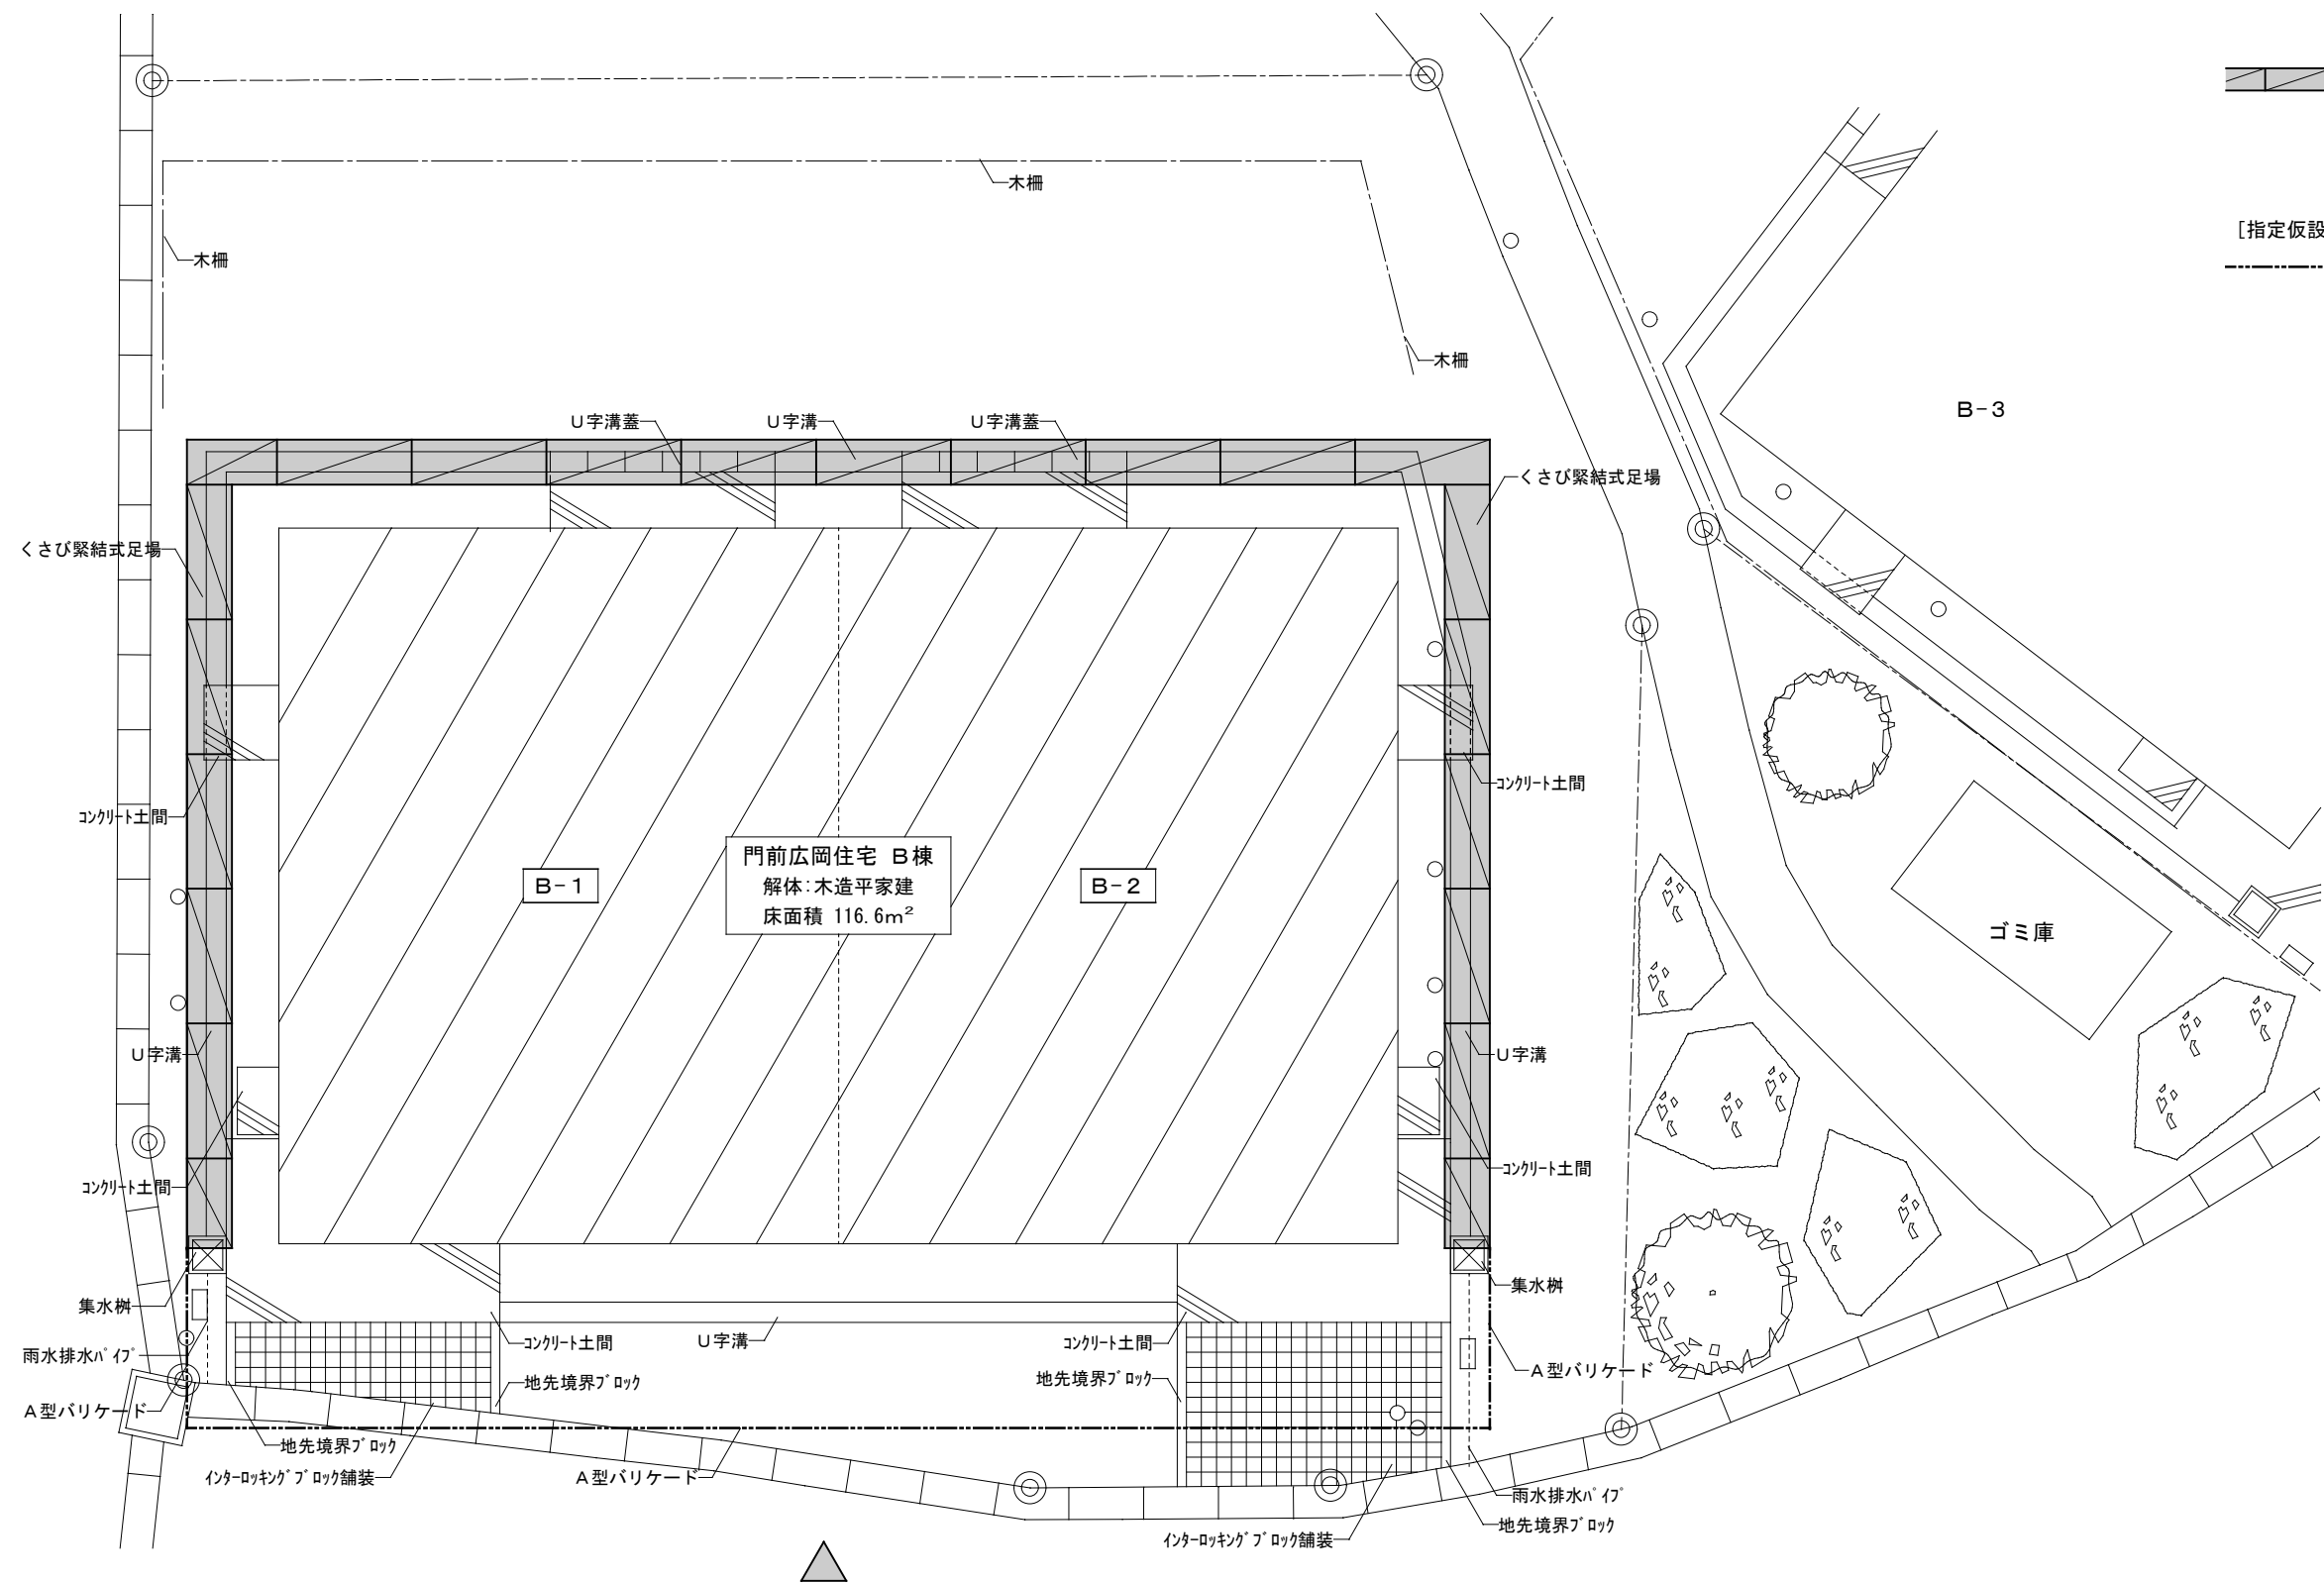 木柵
[指定仮設
木柵
木柵
B-3
U字溝蓋
U字溝
U字溝蓋
くさび緊結式足場
くさび緊結式足場
コンクリート土間
コンクリート土間
門前広岡住宅 B棟
解体:木造平家建
床面積 116.6m²
B-1
B-2
ゴミ庫
U字溝
U字溝
コンクリート土間
コンクリート土間
集水桝
集水桝
コンクリート土間
U字溝
コンクリート土間
雨水排水パイプ
A型バリケード
地先境界ブロック
地先境界ブロック
A型バリケード
地先境界ブロック
インターロッキングブロック舗装
A型バリケード
雨水排水パイプ
地先境界ブロック
インターロッキングブロック舗装